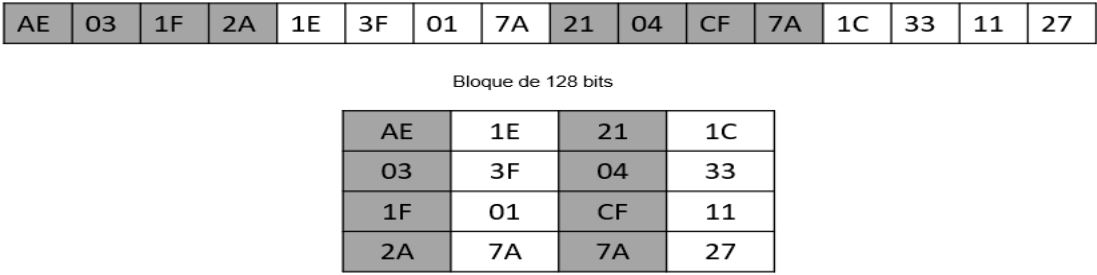 AE 03 1F 2A 1E 3F 01 7A 21 04 CF 7A 1C 33 11 27
Bloque de 128 bits
AE 1E 21 1C
03 3F 04 33
1F 01 CF 11
2A 7A 7A 27